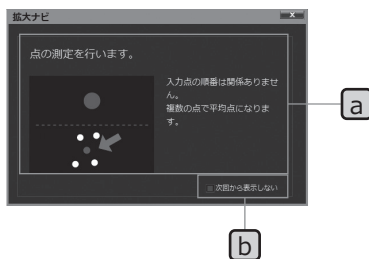 拡大ナビ
点の測定を行います。
入力点の順番は関係ありませ
ん。
複数の点で平均点になりま
す。
次回から表示しない
a
b